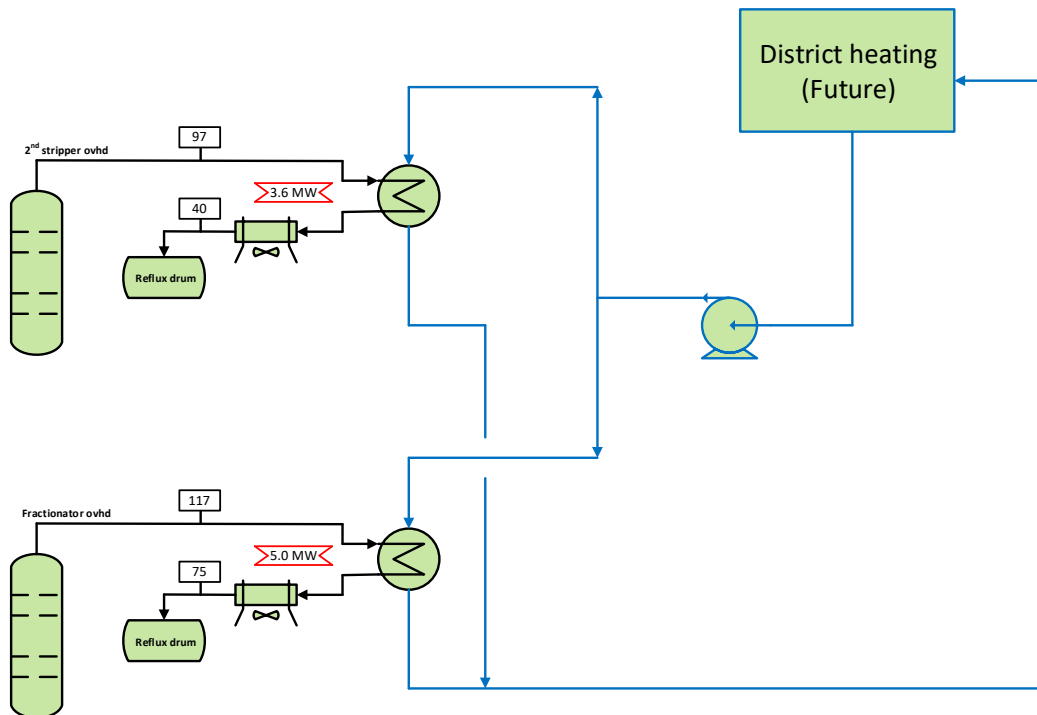 District heating
(Future)
97
2nd stripper ovhd
3.6 MW
40
Reflux drum
117
Fractionator ovhd
5.0 MW
75
Reflux drum